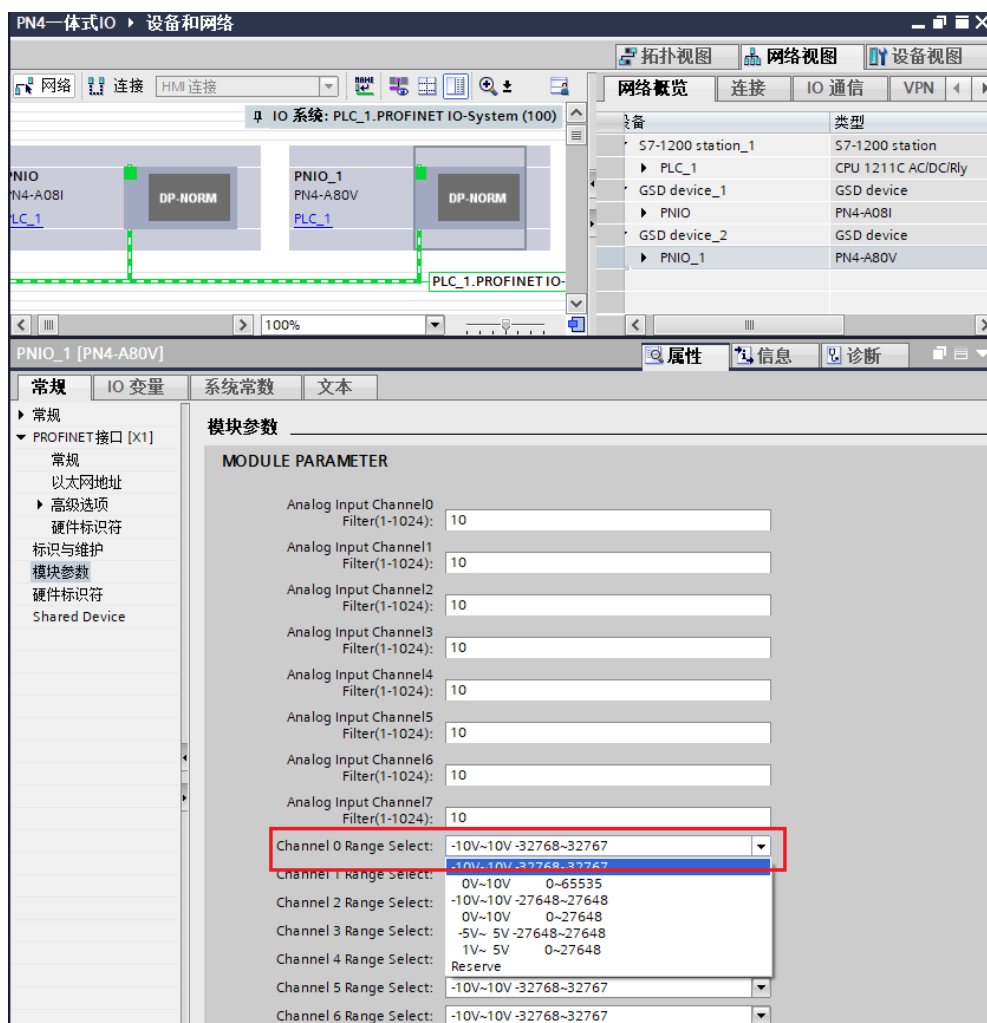 PN4一体式IO ▸ 设备和网络
拓扑视图 网络视图 设备视图
网络 连接 HMI 连接
网络概览 连接 IO 通信 VPN
IO 系统: PLC_1.PROFINET IO-System (100)
设备 类型
S7-1200 station_1 S7-1200 station
PLC_1 CPU 1211C AC/DC/Rly
GSD device_1 GSD device
PNIO PN4-A08I
GSD device_2 GSD device
PNIO_1 PN4-A80V
PNIO
PN4-A08I
PLC_1
DP-NORM
PNIO_1
PN4-A80V
PLC_1
DP-NORM
PLC_1.PROFINET IO-
100%
PNIO_1 [PN4-A80V]
属性 信息 诊断
常规 IO 变量 系统常数 文本
常规
PROFINET接口 [X1]
常规
以太网地址
高级选项
硬件标识符
标识与维护
模块参数
硬件标识符
Shared Device
模块参数
MODULE PARAMETER
Analog Input Channel0
Filter(1-1024): 10
Analog Input Channel1
Filter(1-1024): 10
Analog Input Channel2
Filter(1-1024): 10
Analog Input Channel3
Filter(1-1024): 10
Analog Input Channel4
Filter(1-1024): 10
Analog Input Channel5
Filter(1-1024): 10
Analog Input Channel6
Filter(1-1024): 10
Analog Input Channel7
Filter(1-1024): 10
Channel 0 Range Select: -10V~10V -32768~32767
-10V~10V -32768~32767
Channel 1 Range Select:
0V~10V 0~65535
Channel 2 Range Select: -10V~10V -27648~27648
0V~10V 0~27648
Channel 3 Range Select: -5V~ 5V -27648~27648
1V~ 5V 0~27648
Channel 4 Range Select:
Reserve
Channel 5 Range Select: -10V~10V -32768~32767
Channel 6 Range Select: -10V~10V -32768~32767